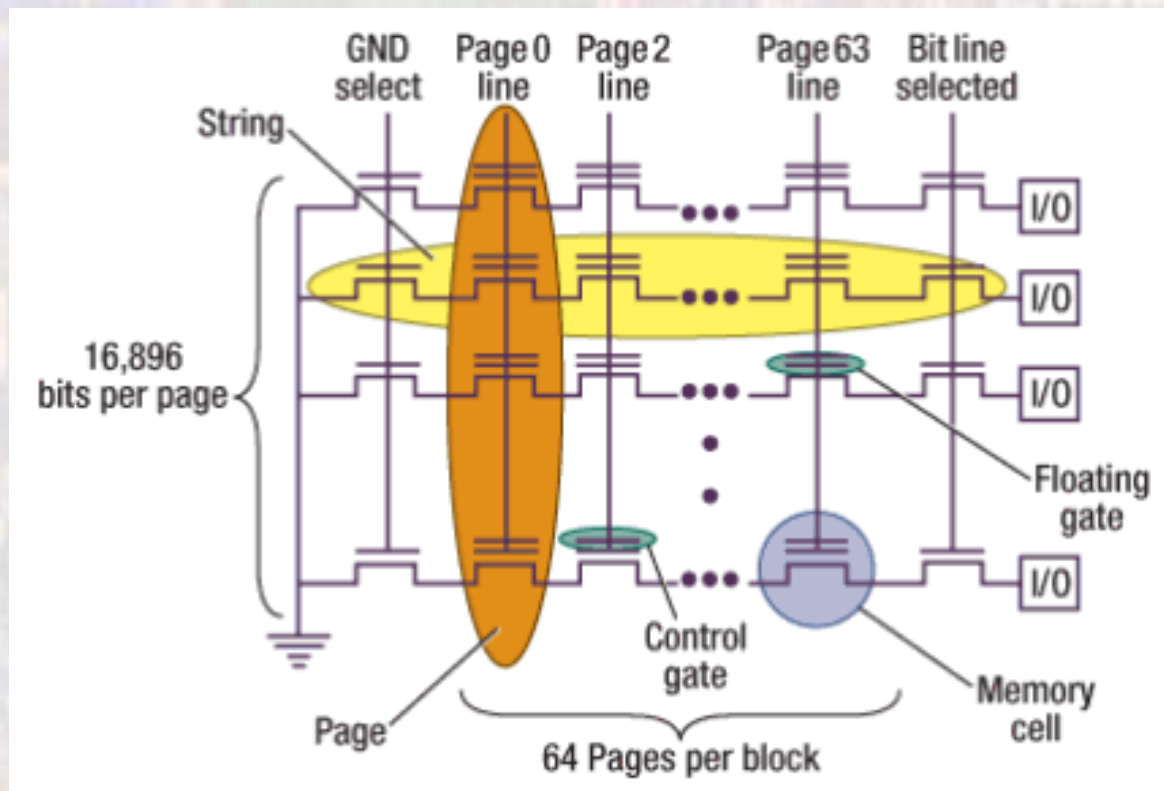 GND
select
Page 0
line
Page 2
line
Page 63
line
Bit line
selected
String
I/O
I/O
16,896
bits per page
I/O
Floating
gate
I/O
Control
gate
Memory
cell
Page
64 Pages per block